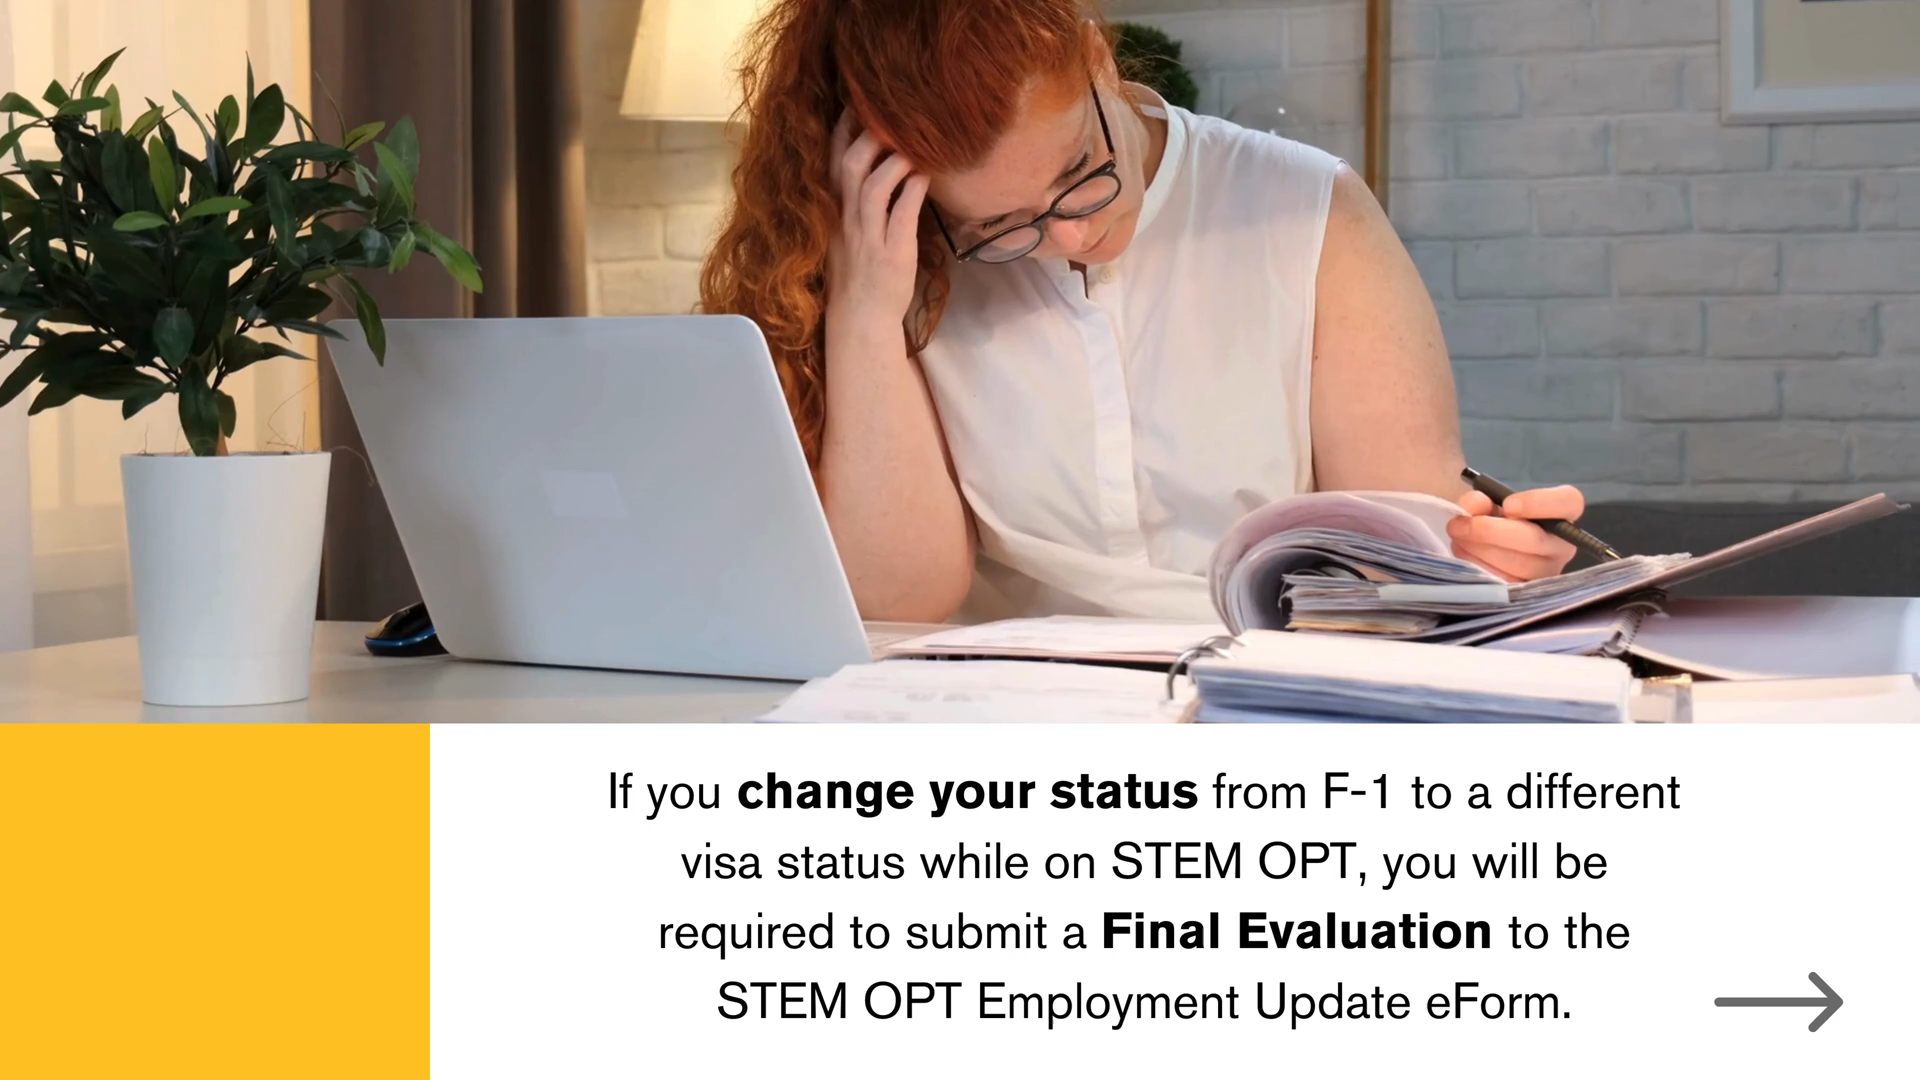 If you change your status from F-1 to a different
visa status while on STEM OPT, you will be
required to submit a Final Evaluation to the
STEM OPT Employment Update eForm.